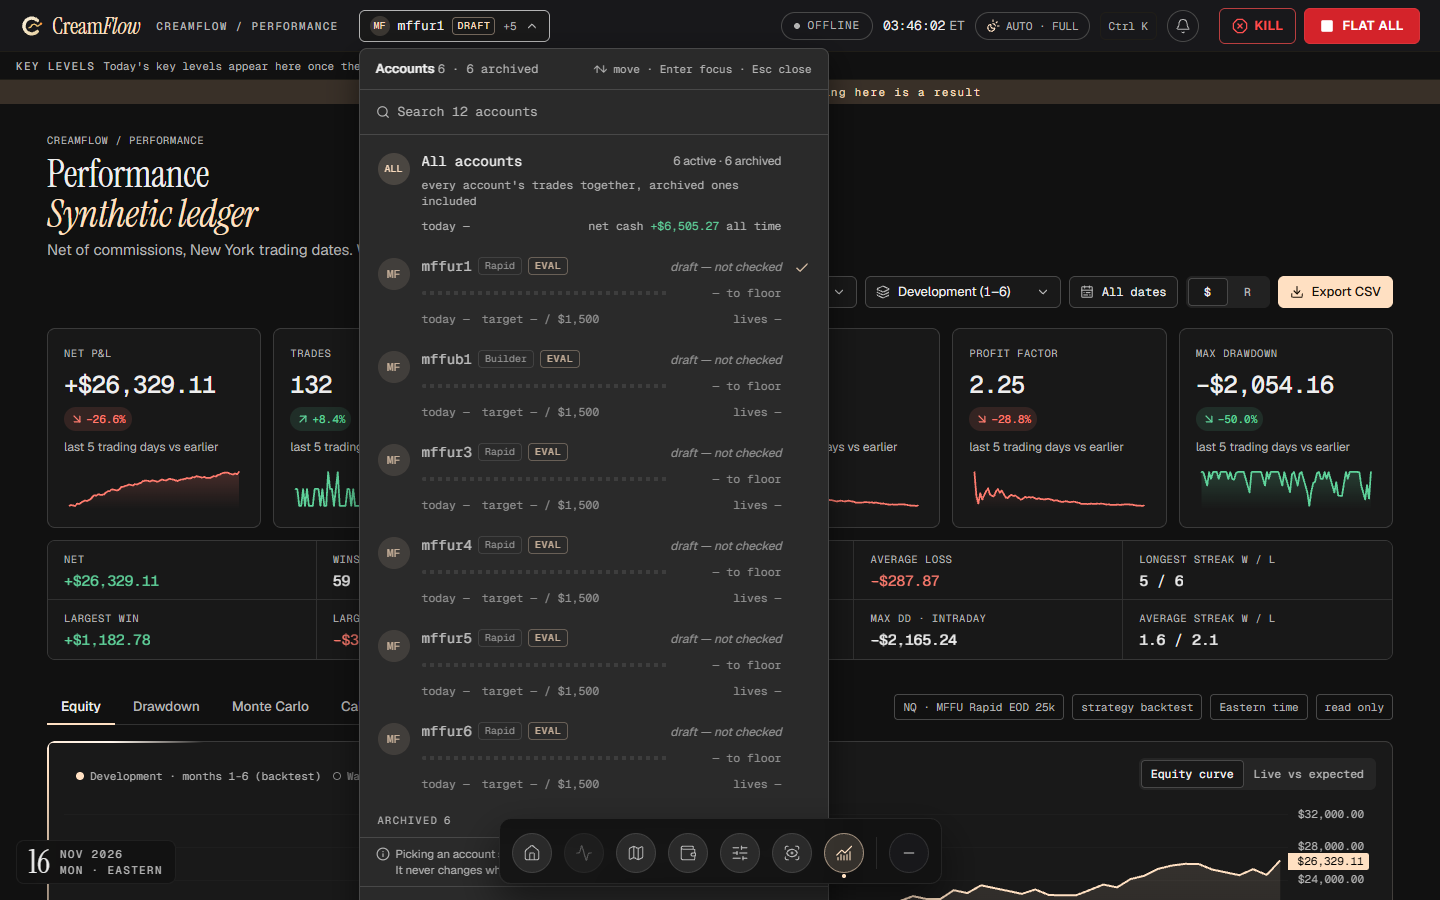 CreamFlow CREAMFLOW / PERFORMANCE MF mffur1 DRAFT +5 OFFLINE 03:46:02 ET AUTO · FULL Ctrl K KILL FLAT ALL
KEY LEVELS Today's key levels appear here once the
ng here is a result
Accounts 6 · 6 archived move · Enter focus · Esc close
Search 12 accounts
CREAMFLOW / PERFORMANCE
Performance
Synthetic ledger
Net of commissions, New York trading dates.
ALL All accounts 6 active · 6 archived
every account's trades together, archived ones
included
today — net cash +$6,505.27 all time
MF mffur1 Rapid EVAL draft — not checked
— to floor
today — target — / $1,500 lives —
MF mffub1 Builder EVAL draft — not checked
— to floor
today — target — / $1,500 lives —
MF mffur3 Rapid EVAL draft — not checked
— to floor
today — target — / $1,500 lives —
MF mffur4 Rapid EVAL draft — not checked
— to floor
today — target — / $1,500 lives —
MF mffur5 Rapid EVAL draft — not checked
— to floor
today — target — / $1,500 lives —
MF mffur6 Rapid EVAL draft — not checked
— to floor
today — target — / $1,500 lives —
ARCHIVED 6
Picking an account
It never changes
Development (1–6) All dates $ R Export CSV
NET P&L
+$26,329.11
−26.6%
last 5 trading days vs earlier
TRADES
132
+8.4%
last 5 trading
ays vs earlier
PROFIT FACTOR
2.25
−28.8%
last 5 trading days vs earlier
MAX DRAWDOWN
−$2,054.16
−50.0%
last 5 trading days vs earlier
NET
+$26,329.11
WINS
59
AVERAGE LOSS
−$287.87
LONGEST STREAK W / L
5 / 6
LARGEST WIN
+$1,182.78
LARG
−$3
MAX DD · INTRADAY
−$2,165.24
AVERAGE STREAK W / L
1.6 / 2.1
Equity Drawdown Monte Carlo Ca
NQ · MFFU Rapid EOD 25k strategy backtest Eastern time read only
Development · months 1–6 (backtest) Wa
Equity curve Live vs expected
$32,000.00
$28,000.00
$26,329.11
$24,000.00
16 NOV 2026
MON · EASTERN